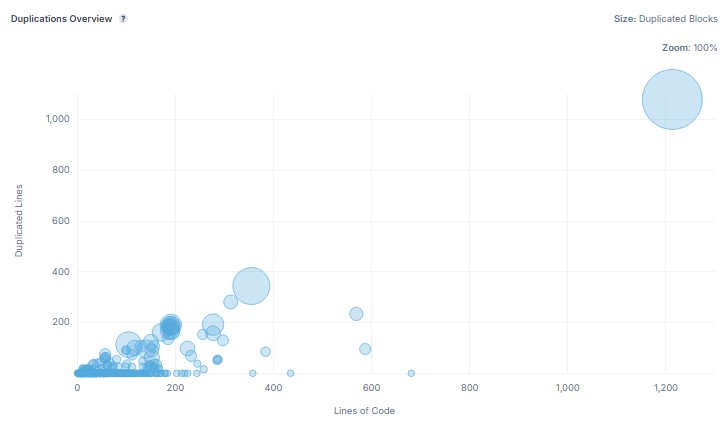 Duplications Overview ?
Size: Duplicated Blocks
Zoom: 100%
Duplicated Lines
1,000
800
600
400
200
0
200
400
600
800
1,000
1,200
Lines of Code